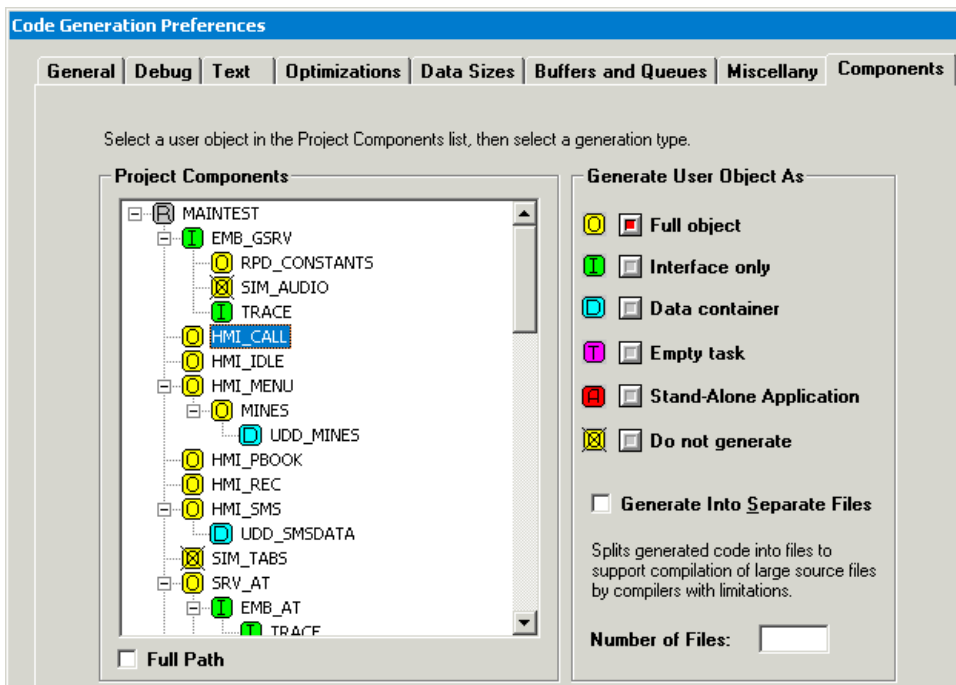 Code Generation Preferences
General Debug Text Optimizations Data Sizes Buffers and Queues Miscellany Components
Select a user object in the Project Components list, then select a generation type.
Project Components
R MAINTEST
I EMB_GSRV
O RPD_CONSTANTS
SIM_AUDIO
I TRACE
O HMI_CALL
O HMI_IDLE
O HMI_MENU
O MINES
D UDD_MINES
O HMI_PBOOK
O HMI_REC
O HMI_SMS
D UDD_SMSDATA
SIM_TABS
O SRV_AT
I EMB_AT
I TRACE
Full Path
Generate User Object As
O Full object
I Interface only
D Data container
T Empty task
A Stand-Alone Application
Do not generate
Generate Into Separate Files
Splits generated code into files to
support compilation of large source files
by compilers with limitations.
Number of Files: